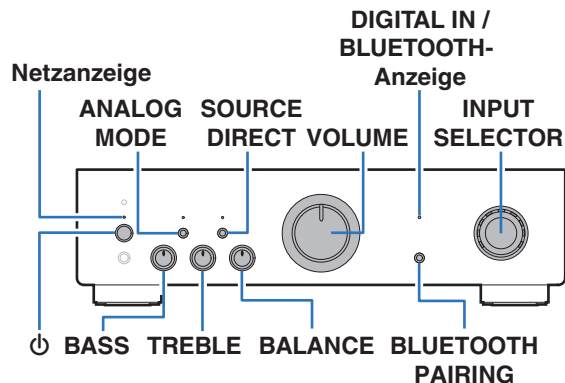 DIGITAL IN /
BLUETOOTH-
Anzeige
Netzanzeige
ANALOG
MODE
SOURCE
DIRECT
VOLUME
INPUT
SELECTOR
BASS
TREBLE
BALANCE
BLUETOOTH
PAIRING